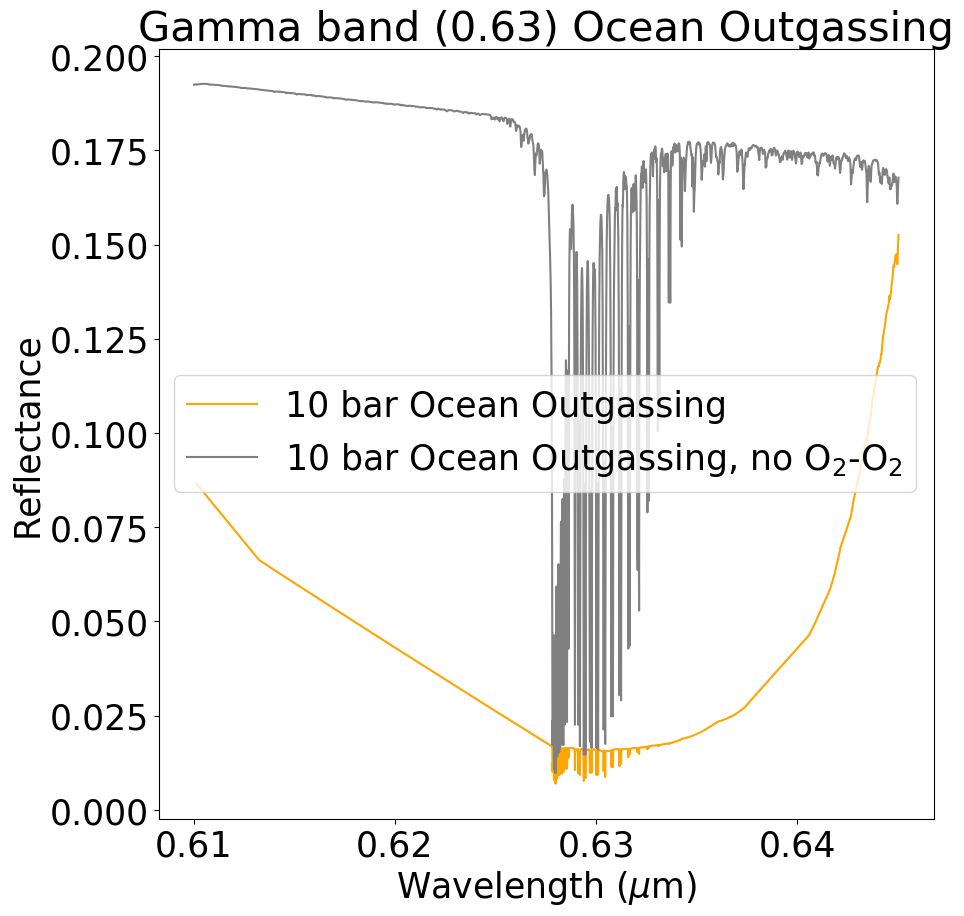 Gamma band (0.63) Ocean Outgassing
0.200
0.175
0.150
0.125
0.100
0.075
0.050
0.025
0.000
Reflectance
10 bar Ocean Outgassing
10 bar Ocean Outgassing, no O₂-O₂
0.61 0.62 0.63 0.64
Wavelength (μm)